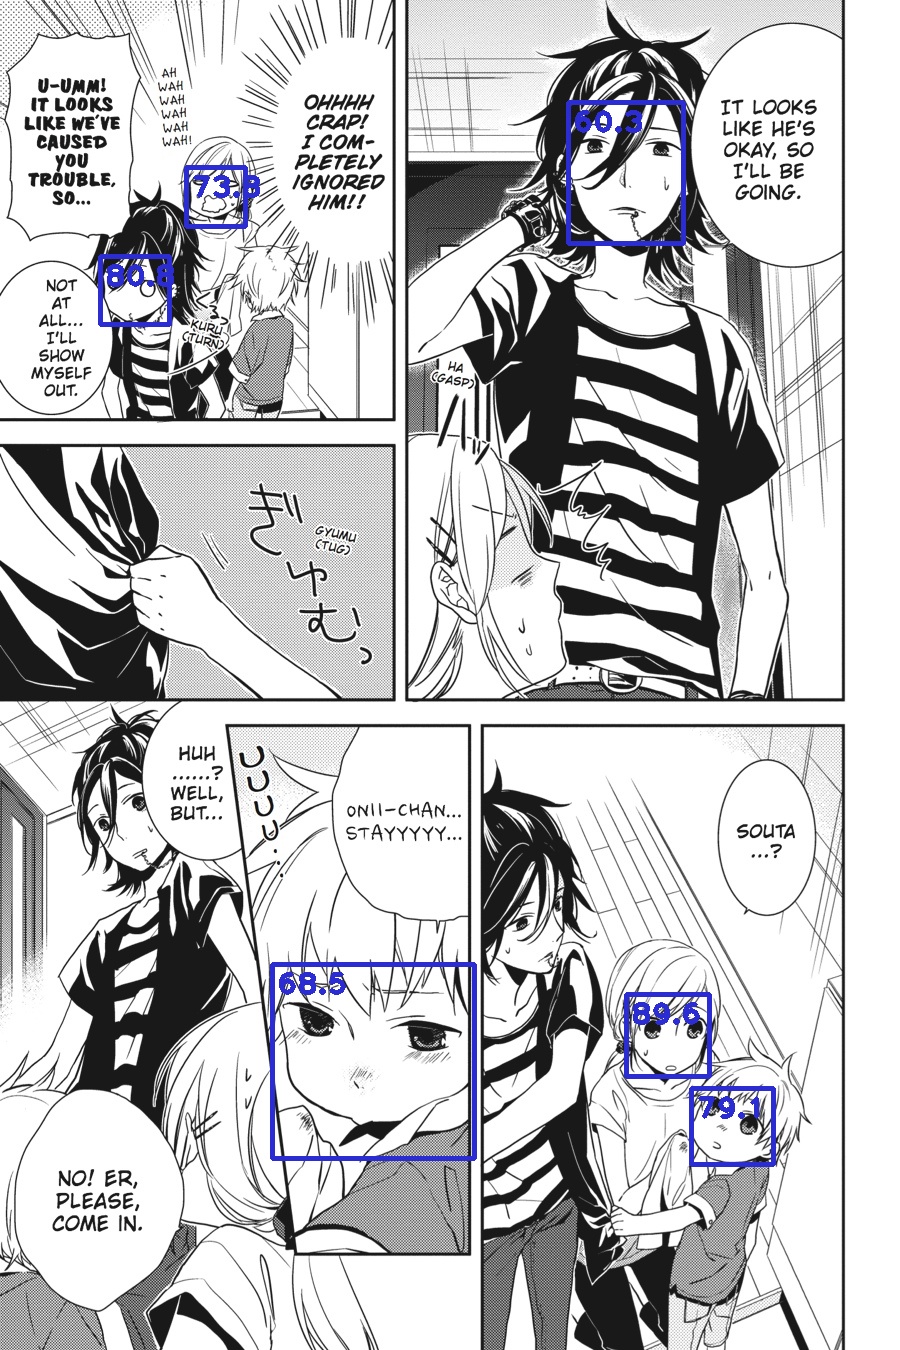 IT LOOKS
LIKE HE'S
OKAY, SO
I'LL BE
GOING.
60.3
HA
(GASP)
OHHHH
CRAP!
I COM-
PLETELY
IGNORED
HIM!!
AH
WAH
WAH
WAH
WAH
WAH!
73.8
U-UMM!
IT LOOKS
LIKE WE'VE
CAUSED
YOU
TROUBLE,
SO...
80.8
KURU
(TURN)
NOT
AT
ALL...
I'LL
SHOW
MYSELF
OUT.
ぎゅむっ
GYUMU
(TUG)
SOUTA
...?
89.6
79.1
ONII-CHAN...
STAYYYYY...
68.5
HUH
......?
WELL,
BUT...
NO! ER,
PLEASE,
COME IN.